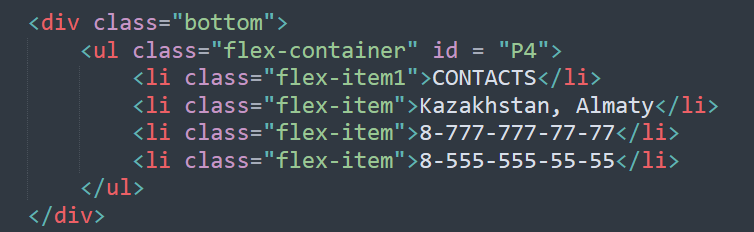 <div class="bottom">
<ul class="flex-container" id = "P4">
<li class="flex-item1">CONTACTS</li>
<li class="flex-item">Kazakhstan, Almaty</li>
<li class="flex-item">8-777-777-77-77</li>
<li class="flex-item">8-555-555-55-55</li>
</ul>
</div>